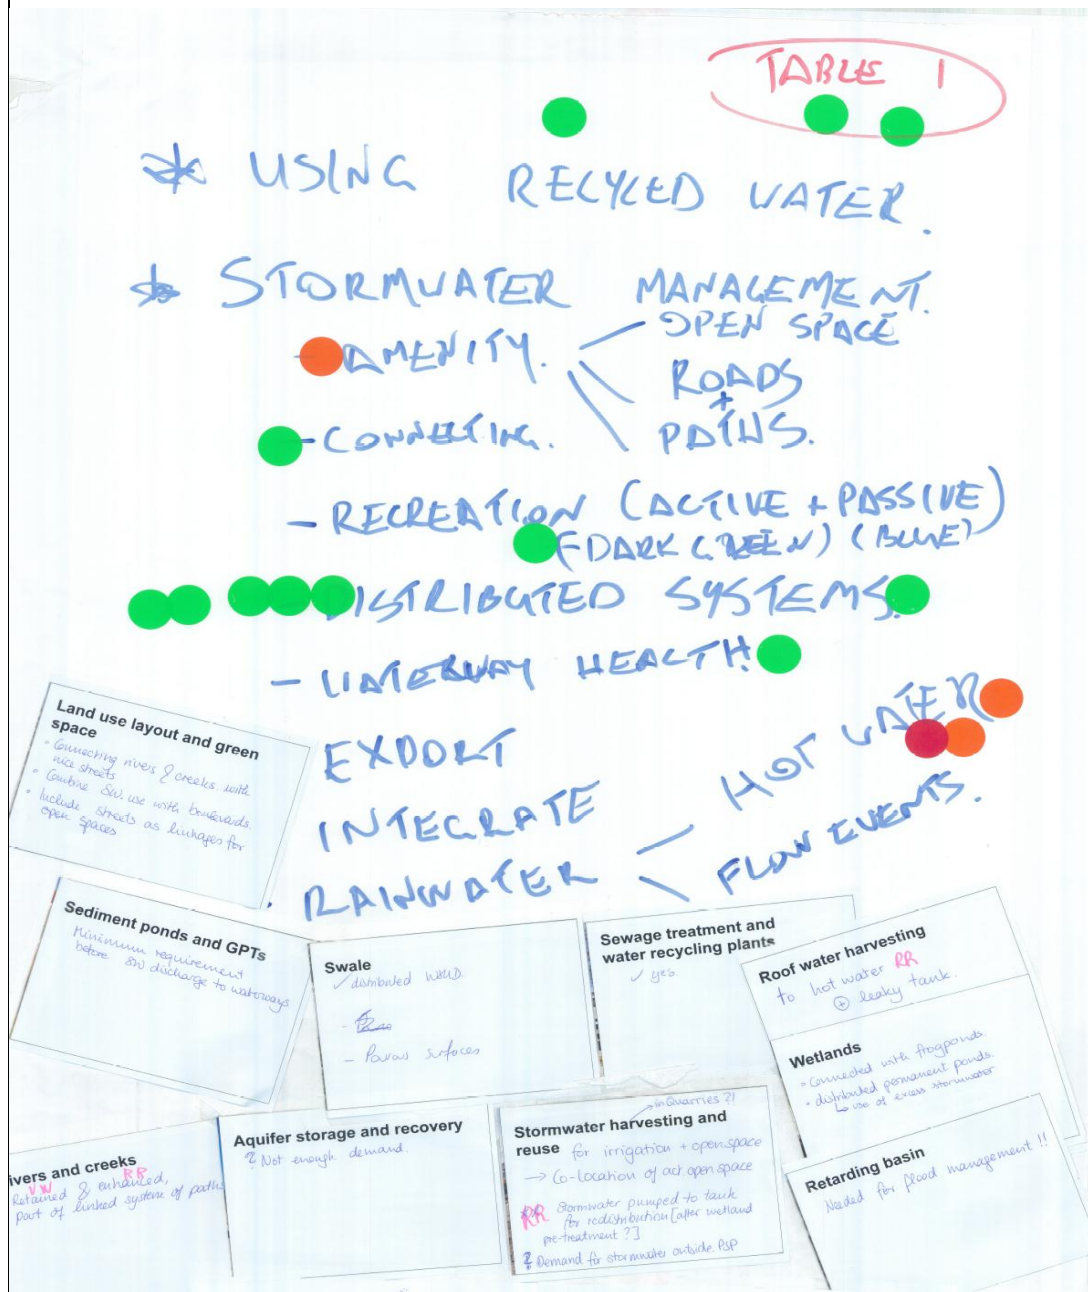 TABLE 1
* USING RECYCLED WATER.
* STORMWATER MANAGEMENT.
- AMENITY.
OPEN SPACE
ROADS
+
PATHS.
- CONNECTING.
- RECREATION (ACTIVE + PASSIVE)
(DARK GREEN) (BLUE)
- DISTRIBUTED SYSTEMS.
- WATERWAY HEALTH.
EXPORT
INTEGRATE
RAINWATER
HOT WATER
FLOW EVENTS.
Land use layout and green
space
• Connecting rivers & creeks with
nice streets
• Combine SW. use with boulevards.
• Include streets as linkages for
open spaces
Sediment ponds and GPTs
Minimum requirement
before SW discharge to waterways
Swale
✓ distributed WSUD
- Porous surfaces
Sewage treatment and
water recycling plants
✓ yes
Roof water harvesting
to hot water RR
⊕ leaky tank.
Wetlands
• Connected with frogponds.
• distributed permanent ponds.
↳ use of excess stormwater
ivers and creeks
VW RR
Retained & enhanced,
part of linked system of paths
Aquifer storage and recovery
? Not enough demand.
→ in Quarries ?!
Stormwater harvesting and
reuse for irrigation + open space
→ Co-location of act open space
RR Stormwater pumped to tank
for redistribution [after wetland
pre-treatment ?]
? Demand for stormwater outside PSP
Retarding basin
Needed for flood management !!